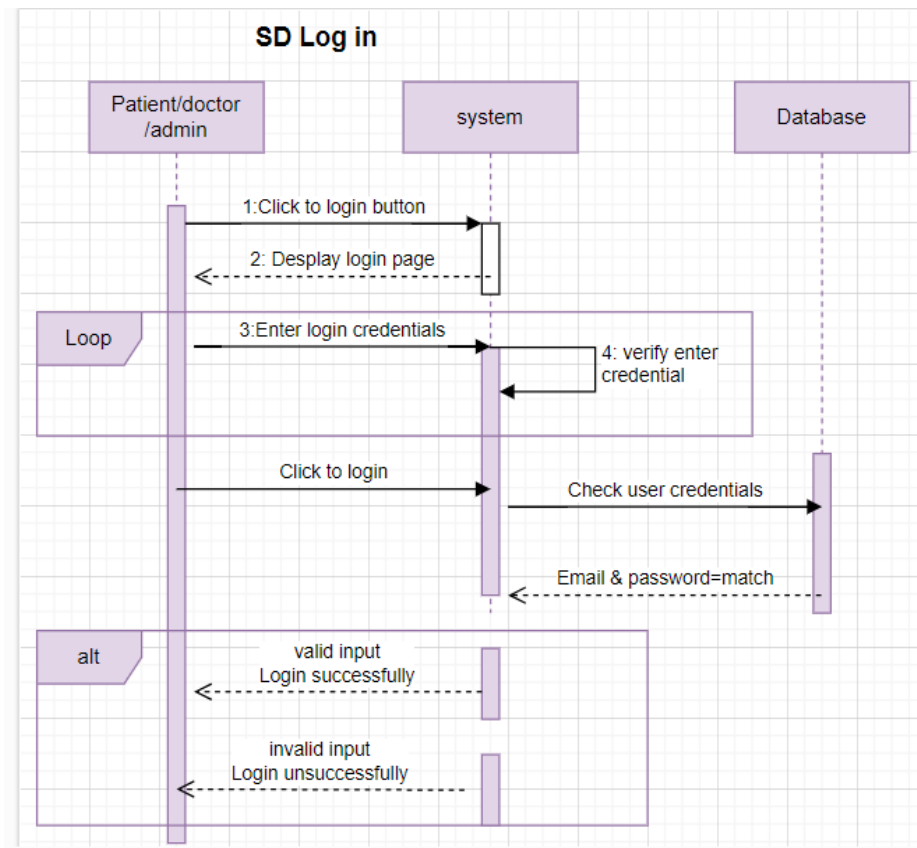 SD Log in
Patient/doctor
/admin
system
Database
1:Click to login button
2: Desplay login page
Loop
3:Enter login credentials
4: verify enter
credential
Click to login
Check user credentials
Email & password=match
alt
valid input
Login successfully
invalid input
Login unsuccessfully